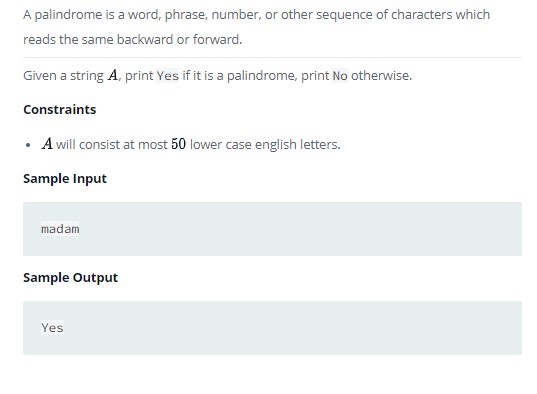 A palindrome is a word, phrase, number, or other sequence of characters which
reads the same backward or forward.
Given a string A, print Yes if it is a palindrome, print No otherwise.
Constraints
• A will consist at most 50 lower case english letters.
Sample Input
madam
Sample Output
Yes